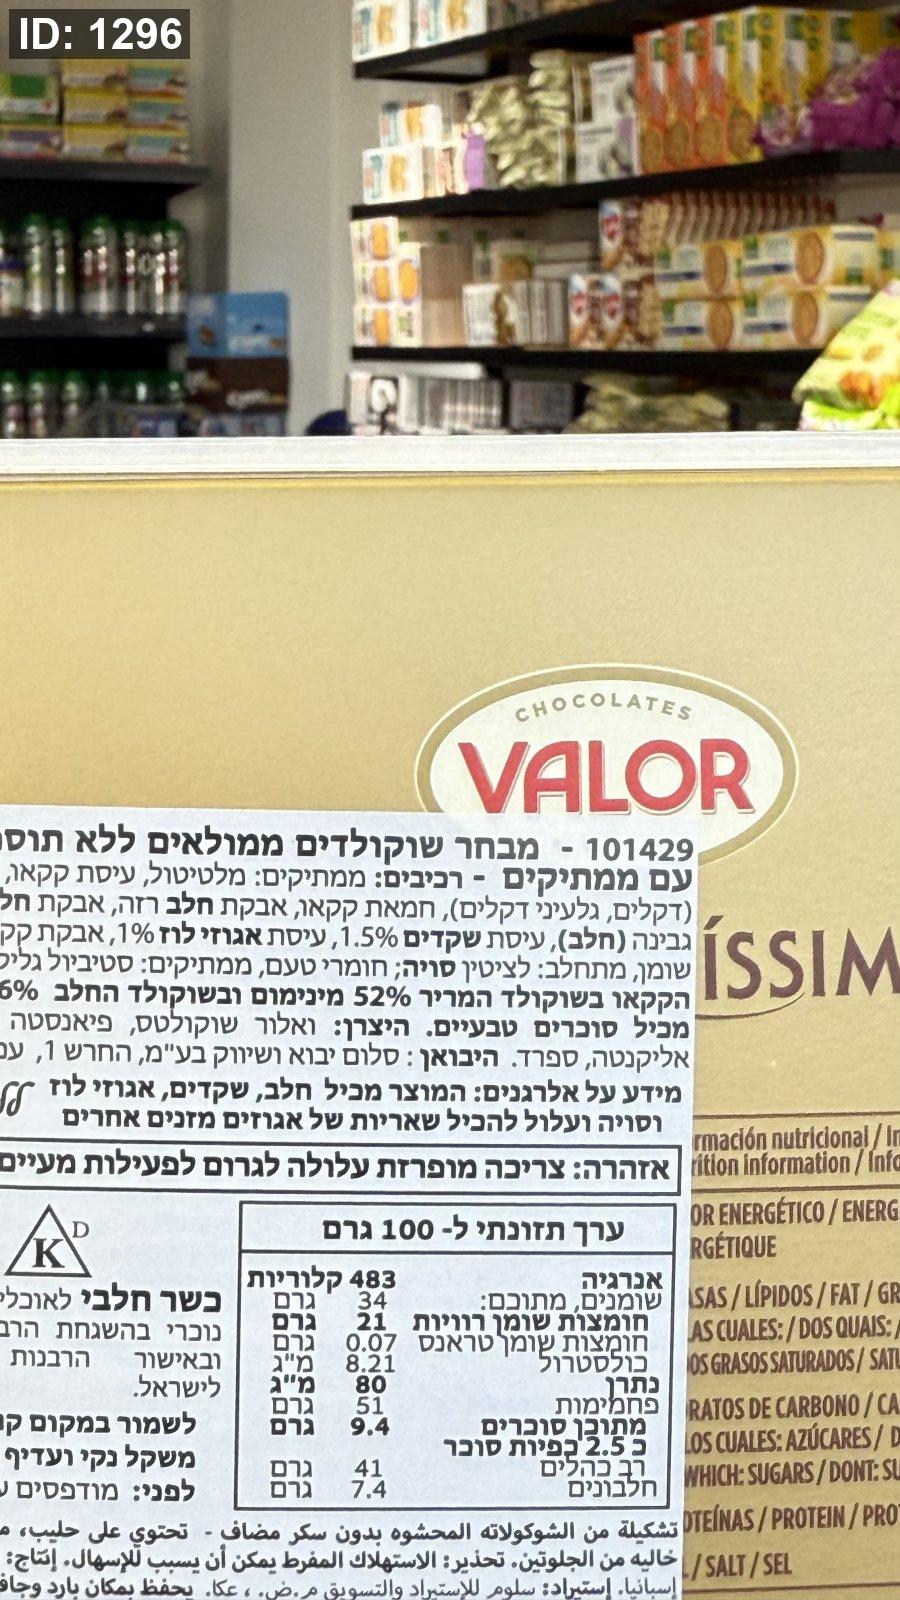 ID: 1296
CHOCOLATES
VALOR
101429 - מבחר שוקולדים ממולאים ללא
עם ממתיקים - רכיבים: ממתיקים: מלטיטול, עיסת קקאו,
(דקלים, גלעיני דקלים), חמאת קקאו, אבקת חלב רזה, אבקת
גבינה (חלב), עיסת שקדים 1.5%, עיסת אגוזי לוז 1%, אבקת
שומן, מתחלב: לציטין סויה; חומרי טעם, ממתיקים: סטיביול
הקקאו בשוקולד המריר 52% מינימום ובשוקולד החלב
מכיל סוכרים טבעיים. היצרן: ואלור שוקולטס, פיאנסטה
אליקנטה, ספרד. היבואן: סלום יבוא ושיווק בע"מ, החרש 1,
מידע על אלרגנים: המוצר מכיל חלב, שקדים, אגוזי לוז
וסויה ועלול להכיל שאריות של אגוזים מזנים אחרים
אזהרה: צריכה מופרזת עלולה לגרום לפעילות מעיים
ÍSSIM
ערך תזונתי ל- 100 גרם
אנרגיה 483 קלוריות
שומנים, מתוכם: 34 גרם
חומצות שומן רוויות 21 גרם
חומצות שומן טראנס 0.07 גרם
כולסטרול 8.21 מ"ג
נתרן 80 מ"ג
פחמימות 51 גרם
מתוכן סוכרים 9.4 גרם
כ 2.5 כפיות סוכר
רב כהלים 41 גרם
חלבונים 7.4 גרם
K D
כשר חלבי לאוכלי
נוכרי בהשגחת הרב
ובאישור הרבנות
לישראל.
לשמור במקום
משקל נקי ועדיף
לפני: מודפסים
تشكيلة من الشوكولاته المحشوه بدون سكر مضاف - تحتوي على حليب،
خاليه من الجلوتين. تحذير: الاستهلاك المفرط يمكن أن يسبب للإسهال. إنتاج:
إسبانيا. إستيراد: سلوم للإستيراد والتسويق م.ض.، عكا. يحفظ بمكان بارد وجاف
rmación nutricional / In
rition information / Info
OR ENERGÉTICO / ENERG
RGÉTIQUE
ASAS / LÍPIDOS / FAT / GR
LAS CUALES: / DOS QUAIS: /
OS GRASOS SATURADOS / SATU
RATOS DE CARBONO / CA
LOS CUALES: AZÚCARES / D
WHICH: SUGARS / DONT: SU
OTEÍNAS / PROTEIN / PRO
/ SALT / SEL